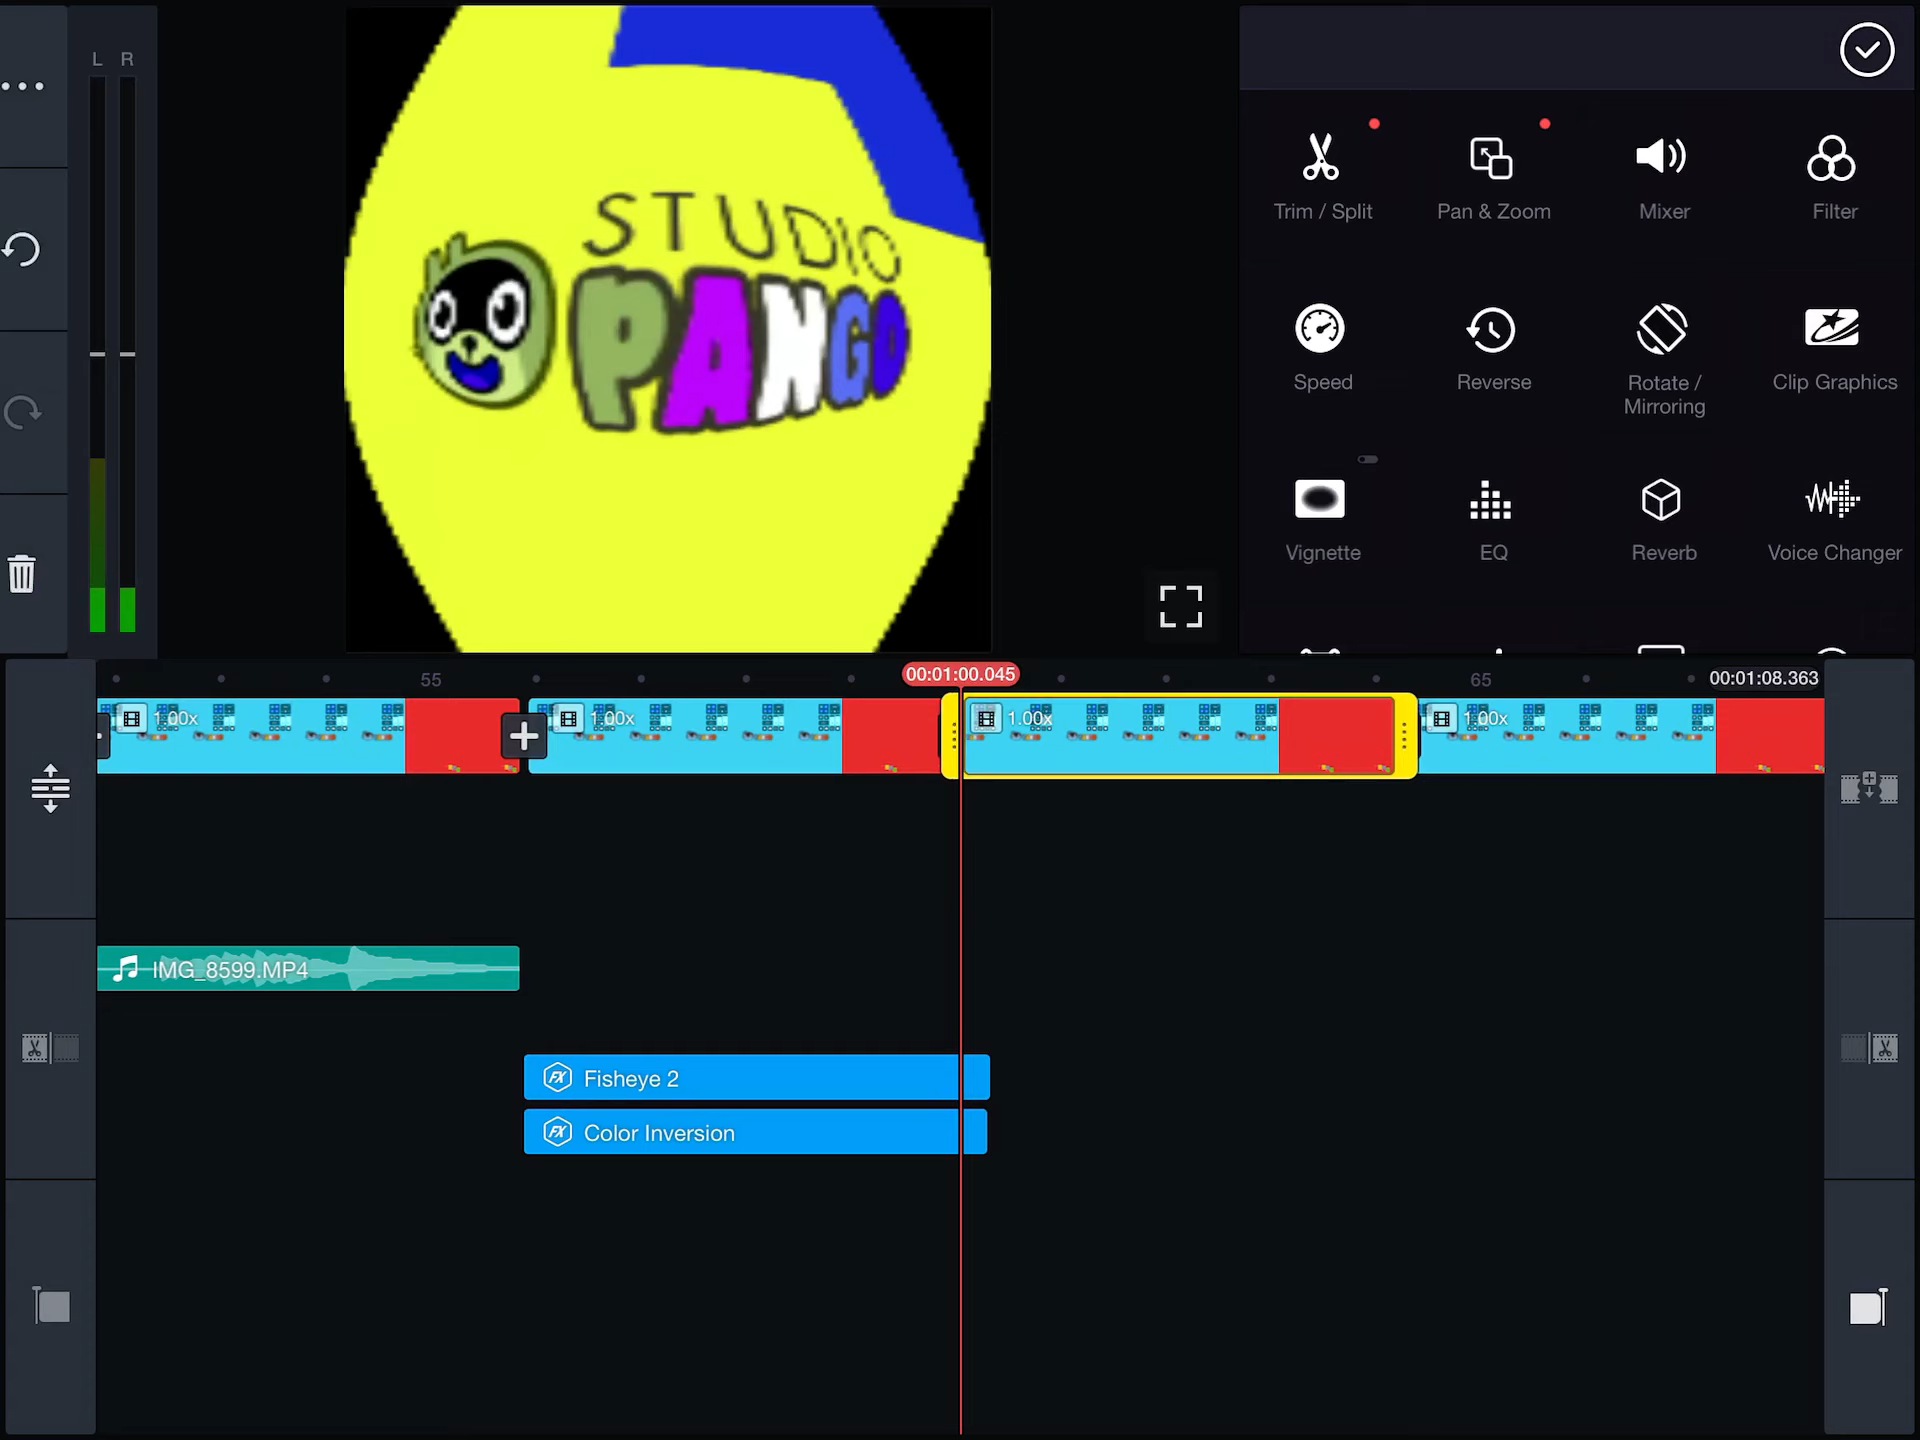 L R
STUDIO
PANGO
Trim / Split
Pan & Zoom
Mixer
Filter
Speed
Reverse
Rotate /
Mirroring
Clip Graphics
Vignette
EQ
Reverb
Voice Changer
55
00:01:00.045
65
00:01:08.363
1.00x
1.00x
1.00x
1.00x
IMG_8599.MP4
FX Fisheye 2
FX Color Inversion